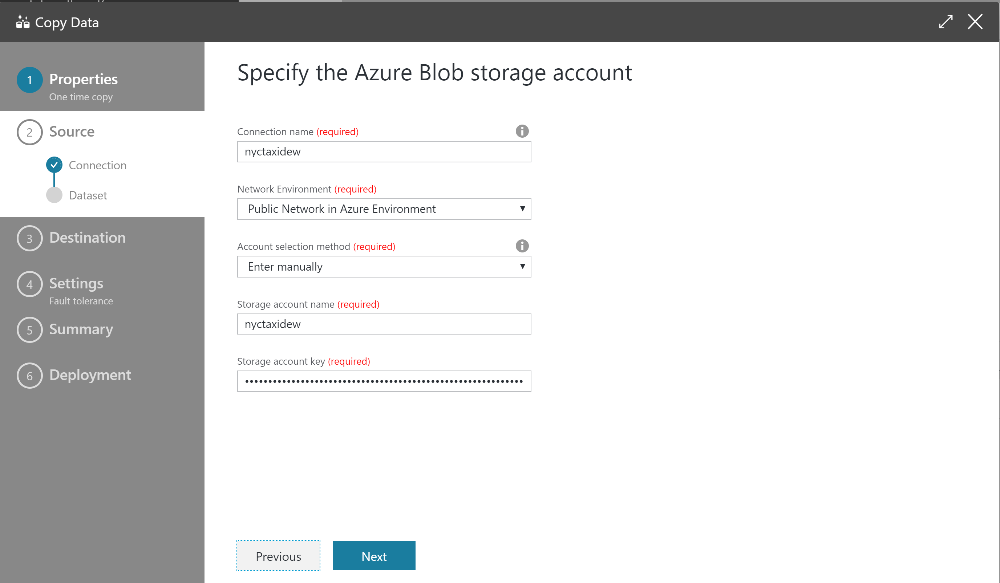 Copy Data
1 Properties
One time copy
2 Source
Connection
Dataset
3 Destination
4 Settings
Fault tolerance
5 Summary
6 Deployment
Specify the Azure Blob storage account
Connection name (required)
nyctaxidew
Network Environment (required)
Public Network in Azure Environment
Account selection method (required)
Enter manually
Storage account name (required)
nyctaxidew
Storage account key (required)
Previous
Next